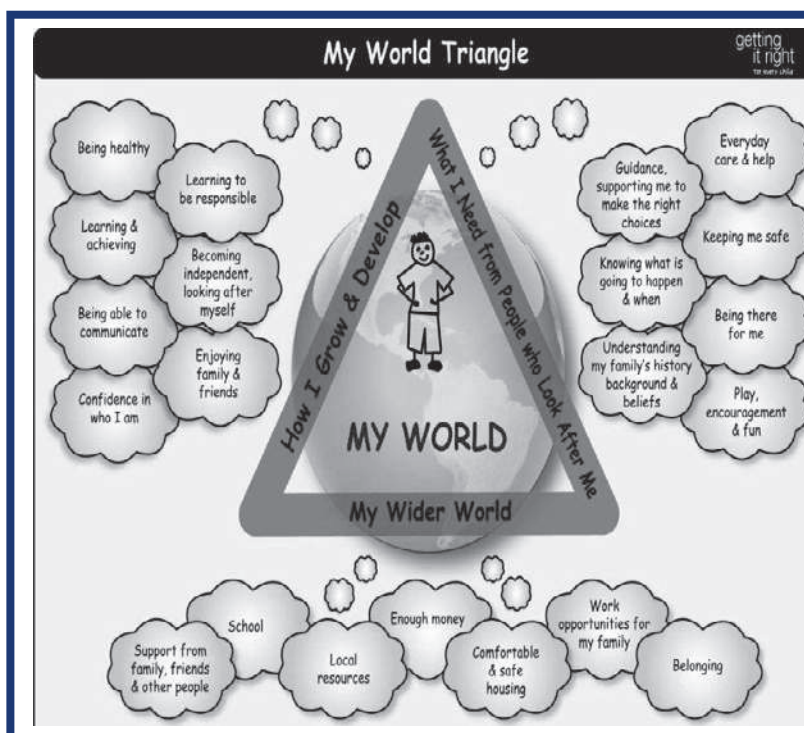 My World Triangle
getting
it right
for every child
Being healthy
Learning to
be responsible
Learning &
achieving
Becoming
independent,
looking after
myself
Being able to
communicate
Enjoying
family &
friends
Confidence in
who I am
How I Grow & Develop
What I Need from People who Look After Me
MY WORLD
My Wider World
Everyday
care & help
Guidance,
supporting me to
make the right
choices
Keeping me safe
Knowing what is
going to happen
& when
Being there
for me
Understanding
my family's history
background &
beliefs
Play,
encouragement
& fun
Support from
family, friends
& other people
School
Local
resources
Enough money
Comfortable
& safe
housing
Work
opportunities for
my family
Belonging